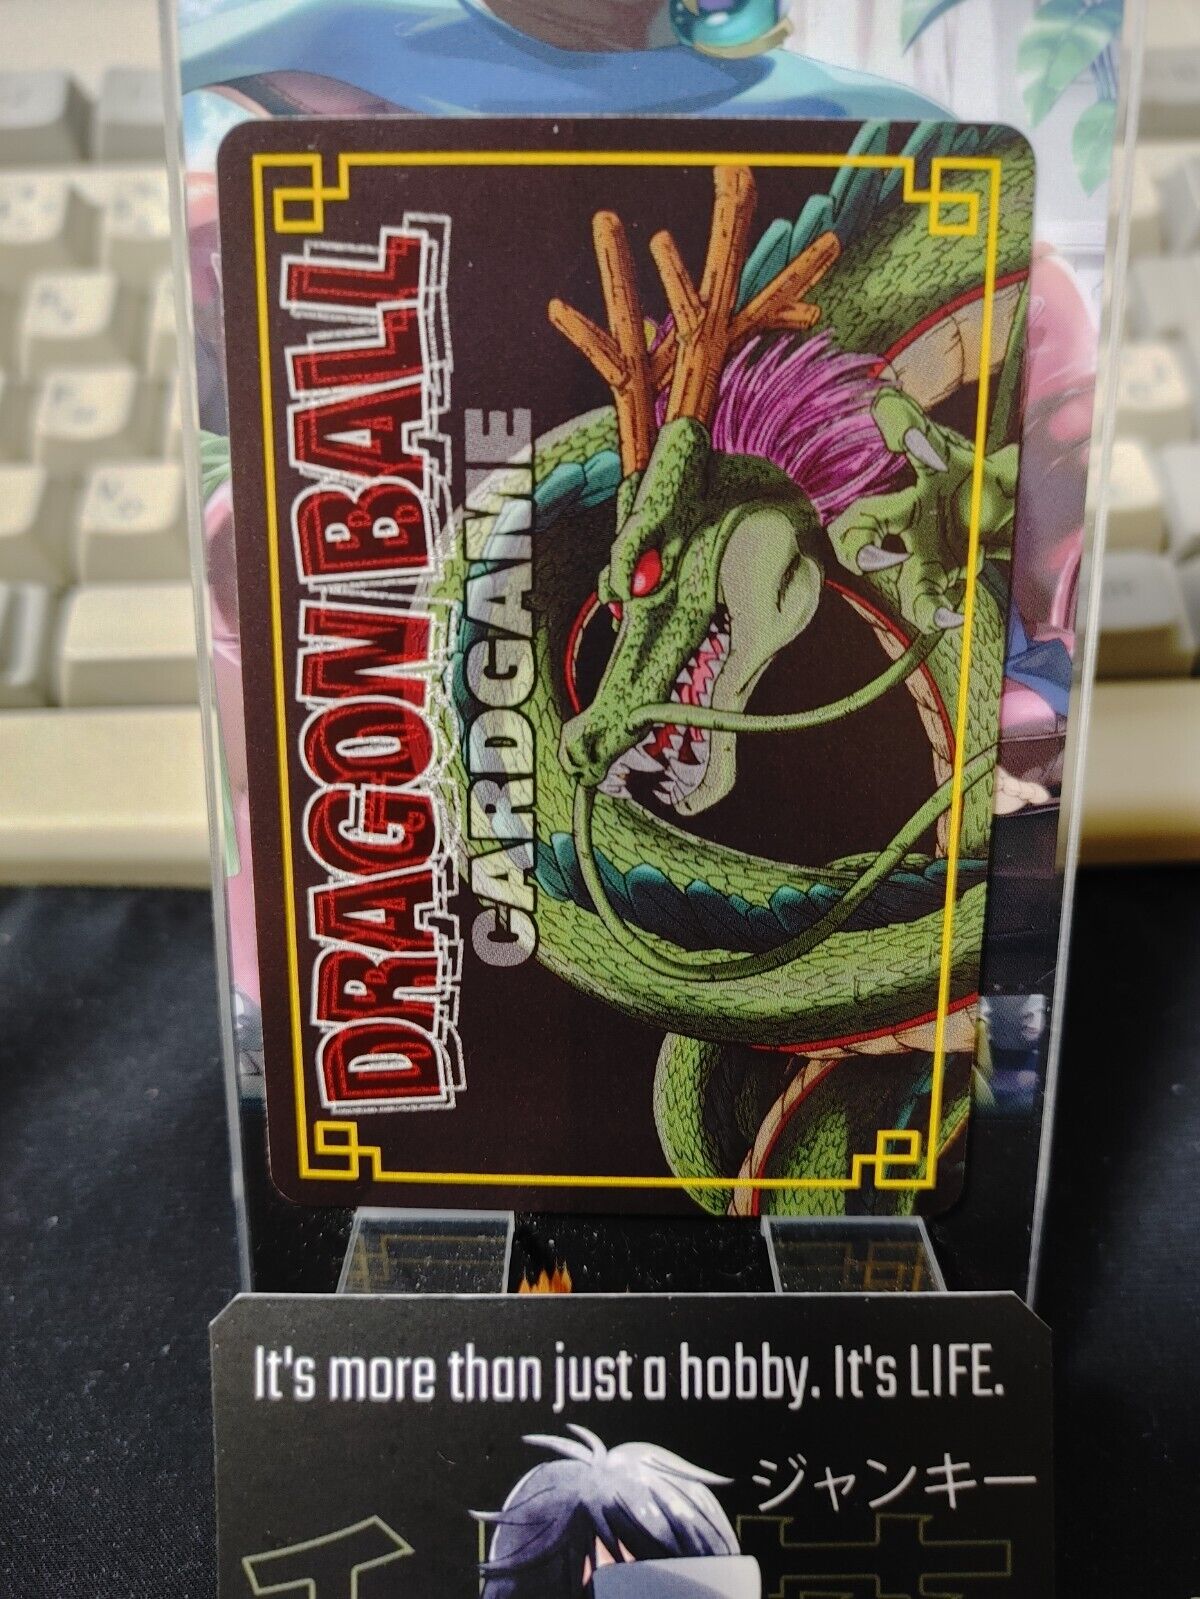 DRAGON BALL
CARDGAME
It's more than just a hobby. It's LIFE.
ジャンキー